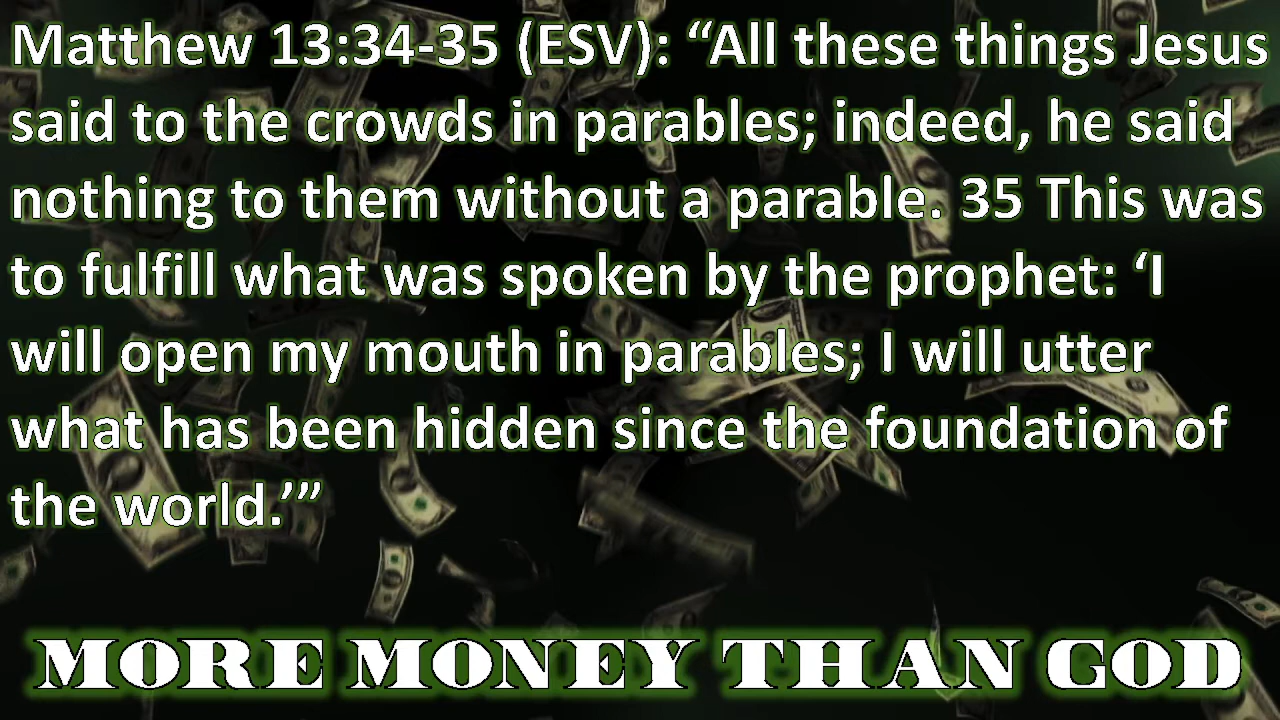 Matthew 13:34-35 (ESV): “All these things Jesus
said to the crowds in parables; indeed, he said
nothing to them without a parable. 35 This was
to fulfill what was spoken by the prophet: ‘I
will open my mouth in parables; I will utter
what has been hidden since the foundation of
the world.’”
MORE MONEY THAN GOD